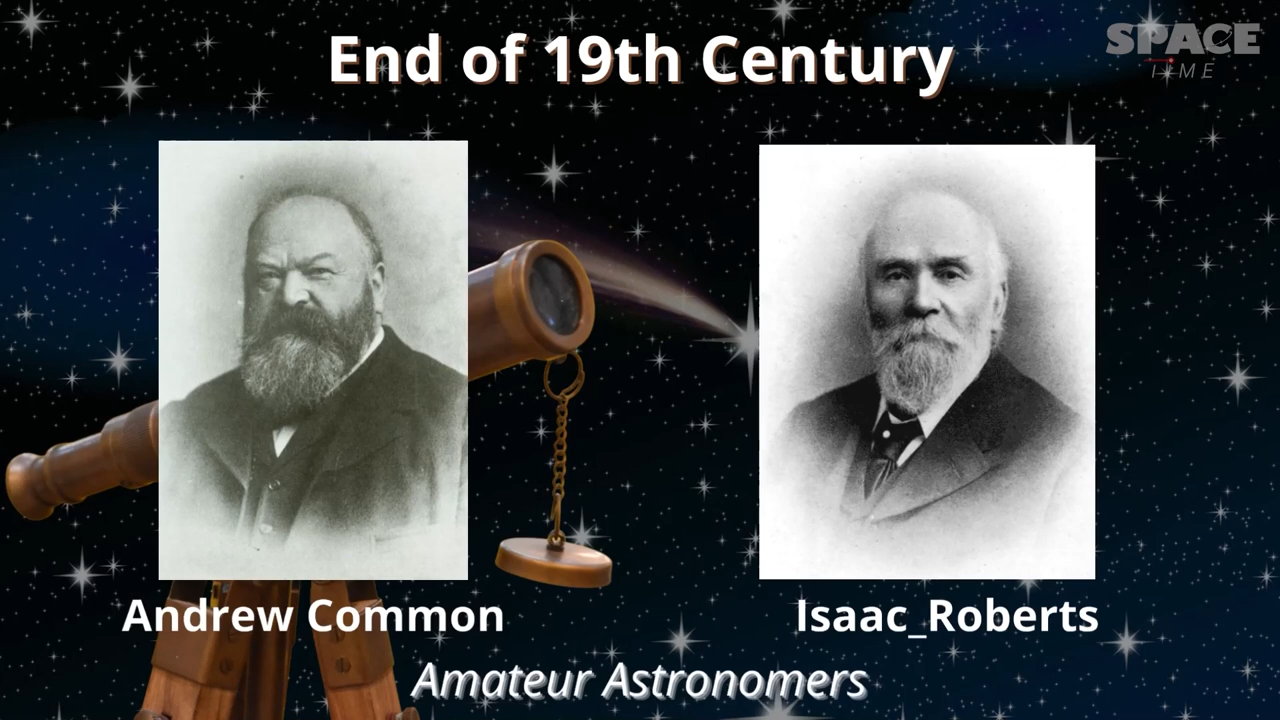 End of 19th Century
SPACE
TIME
Andrew Common
Isaac_Roberts
Amateur Astronomers